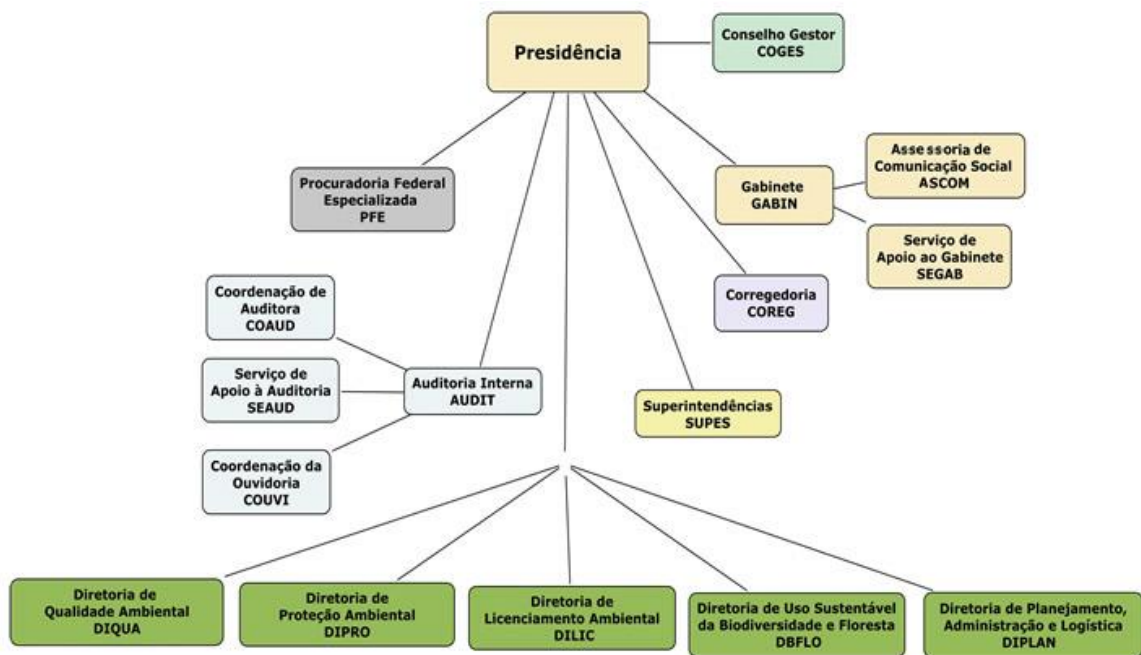 Presidência
Conselho Gestor
COGES
Procuradoria Federal
Especializada
PFE
Gabinete
GABIN
Assessoria de
Comunicação Social
ASCOM
Serviço de
Apoio ao Gabinete
SEGAB
Corregedoria
COREG
Coordenação de
Auditora
COAUD
Serviço de
Apoio à Auditoria
SEAUD
Coordenação da
Ouvidoria
COUVI
Auditoria Interna
AUDIT
Superintendências
SUPES
Diretoria de
Qualidade Ambiental
DIQUA
Diretoria de
Proteção Ambiental
DIPRO
Diretoria de
Licenciamento Ambiental
DILIC
Diretoria de Uso Sustentável
da Biodiversidade e Floresta
DBFLO
Diretoria de Planejamento,
Administração e Logística
DIPLAN